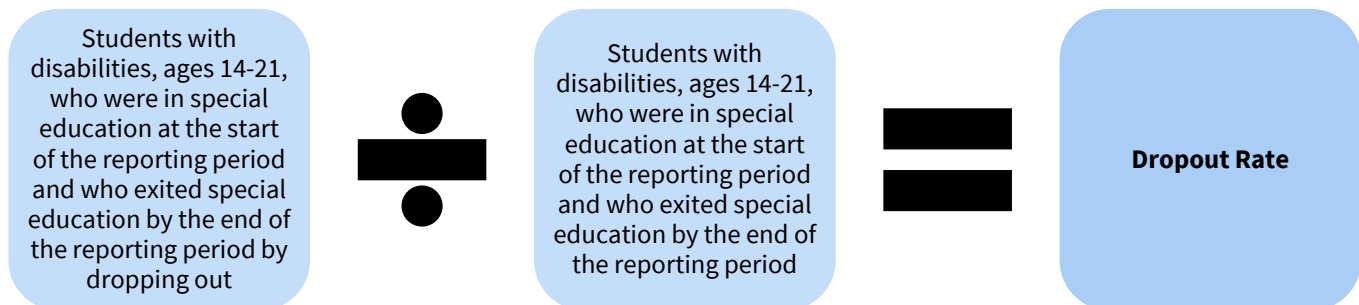 Students with
disabilities, ages 14-21,
who were in special
education at the start
of the reporting period
and who exited special
education by the end of
the reporting period by
dropping out
Students with
disabilities, ages 14-21,
who were in special
education at the start
of the reporting period
and who exited special
education by the end of
the reporting period
Dropout Rate